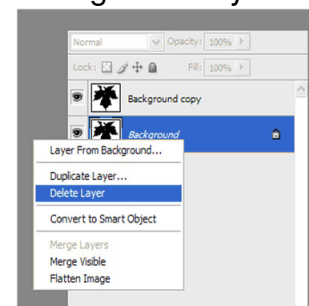 Normal Opacity: 100%
Lock: Fill: 100%
Background copy
Background
Layer From Background...
Duplicate Layer...
Delete Layer
Convert to Smart Object
Merge Layers
Merge Visible
Flatten Image